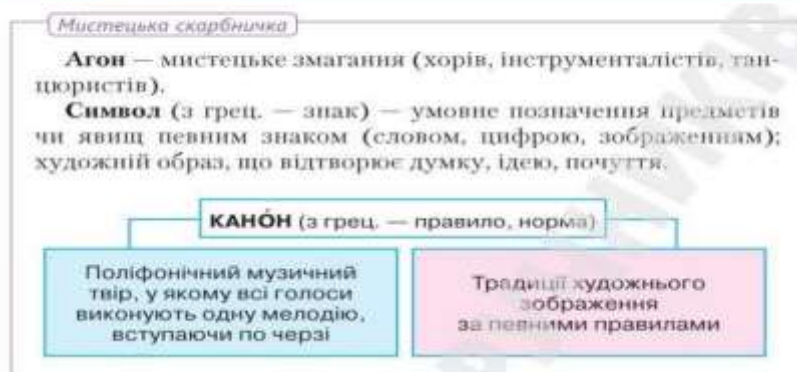 Мистецька скарбничка
Агон — мистецьке змагання (хорів, інструменталістів, тан-
цюристів).
Символ (з грец. — знак) — умовне позначення предметів
чи явищ певним знаком (словом, цифрою, зображенням);
художній образ, що відтворює думку, ідею, почуття.
КАНО́Н (з грец. — правило, норма)
Поліфонічний музичний
твір, у якому всі голоси
виконують одну мелодію,
вступаючи по черзі
Традиції художнього
зображення
за певними правилами